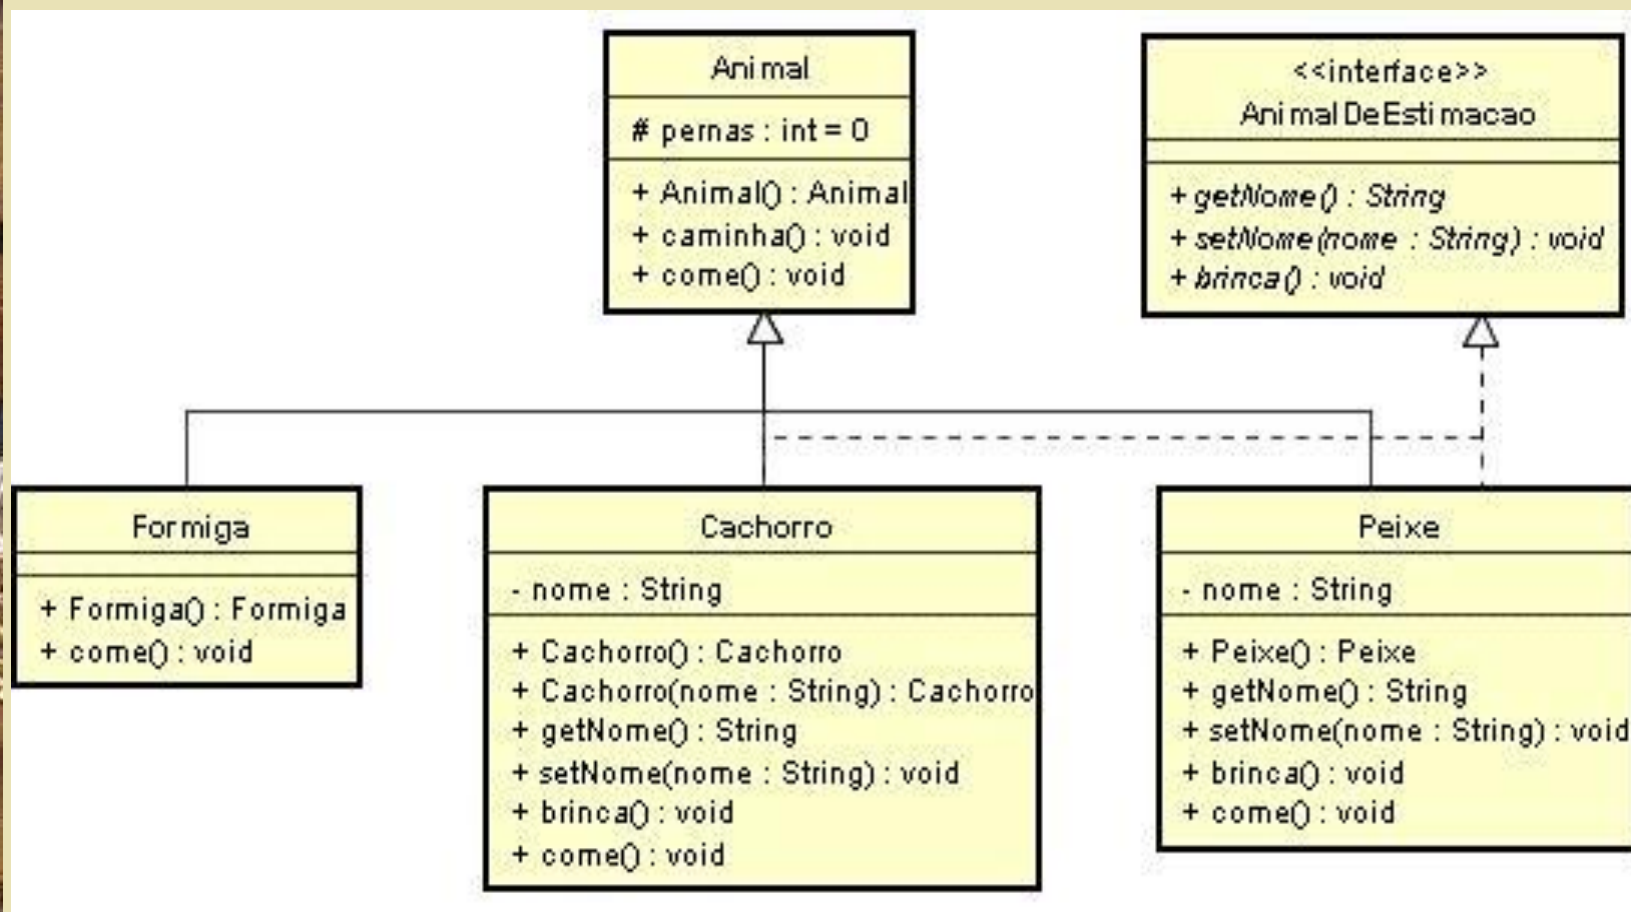 Animal
# pernas : int = 0
+ Animal() : Animal
+ caminha() : void
+ come() : void
<<interface>>
AnimalDeEstimacao
+ getNome() : String
+ setNome(nome : String) : void
+ brinca() : void
Formiga
+ Formiga() : Formiga
+ come() : void
Cachorro
- nome : String
+ Cachorro() : Cachorro
+ Cachorro(nome : String) : Cachorro
+ getNome() : String
+ setNome(nome : String) : void
+ brinca() : void
+ come() : void
Peixe
- nome : String
+ Peixe() : Peixe
+ getNome() : String
+ setNome(nome : String) : void
+ brinca() : void
+ come() : void